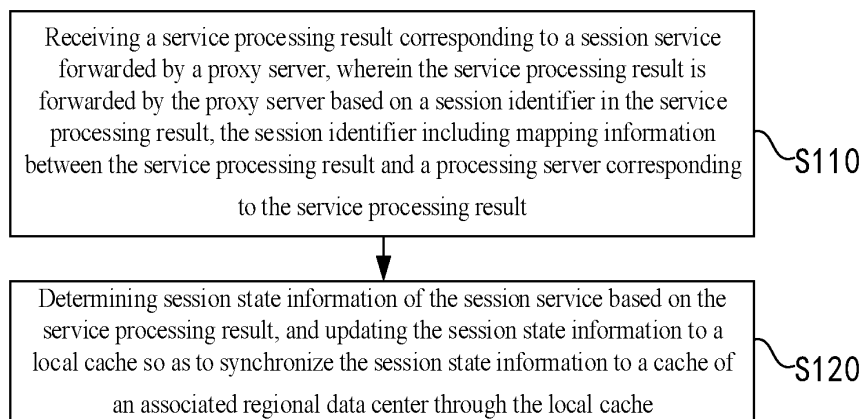 Receiving a service processing result corresponding to a session service
forwarded by a proxy server, wherein the service processing result is
forwarded by the proxy server based on a session identifier in the service
processing result, the session identifier including mapping information
between the service processing result and a processing server corresponding
to the service processing result
S110
Determining session state information of the session service based on the
service processing result, and updating the session state information to a
local cache so as to synchronize the session state information to a cache of
an associated regional data center through the local cache
S120